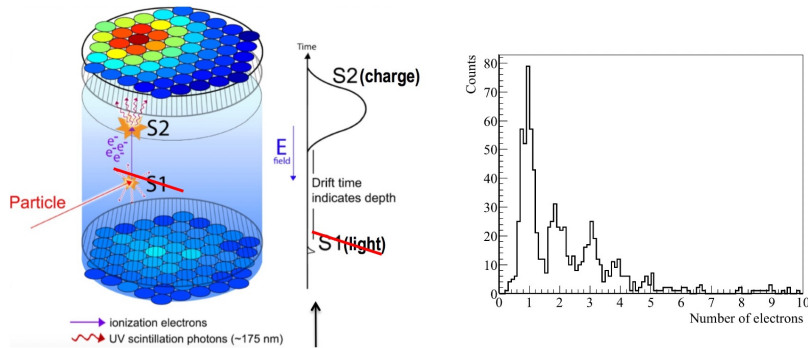 Time
S2(charge)
S2
e-
e- e-
e- e-
E
field
S1
Drift time
indicates depth
Particle
S1(light)
ionization electrons
UV scintillation photons (~175 nm)
Counts
80
70
60
50
40
30
20
10
0
0 1 2 3 4 5 6 7 8 9 10
Number of electrons